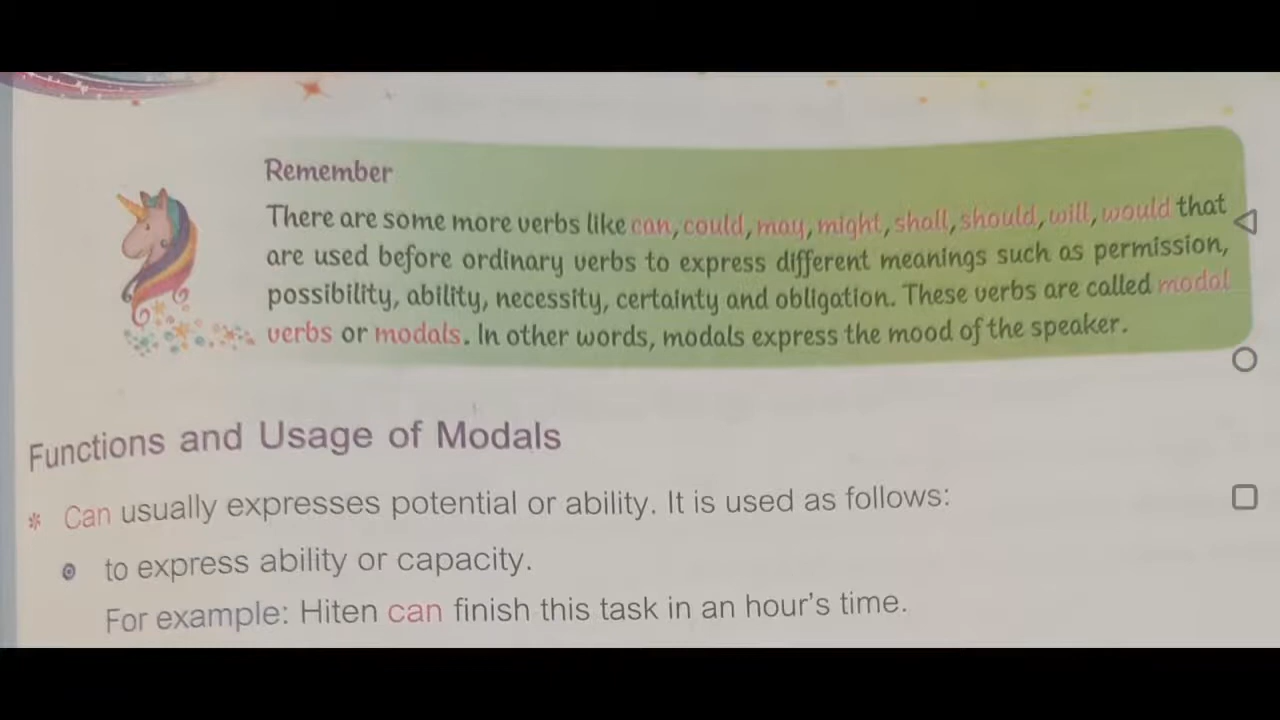 Remember
There are some more verbs like can, could, may, might, shall, should, will, would that
are used before ordinary verbs to express different meanings such as permission,
possibility, ability, necessity, certainty and obligation. These verbs are called modal
verbs or modals. In other words, modals express the mood of the speaker.
Functions and Usage of Modals
* Can usually expresses potential or ability. It is used as follows:
to express ability or capacity.
For example: Hiten can finish this task in an hour's time.